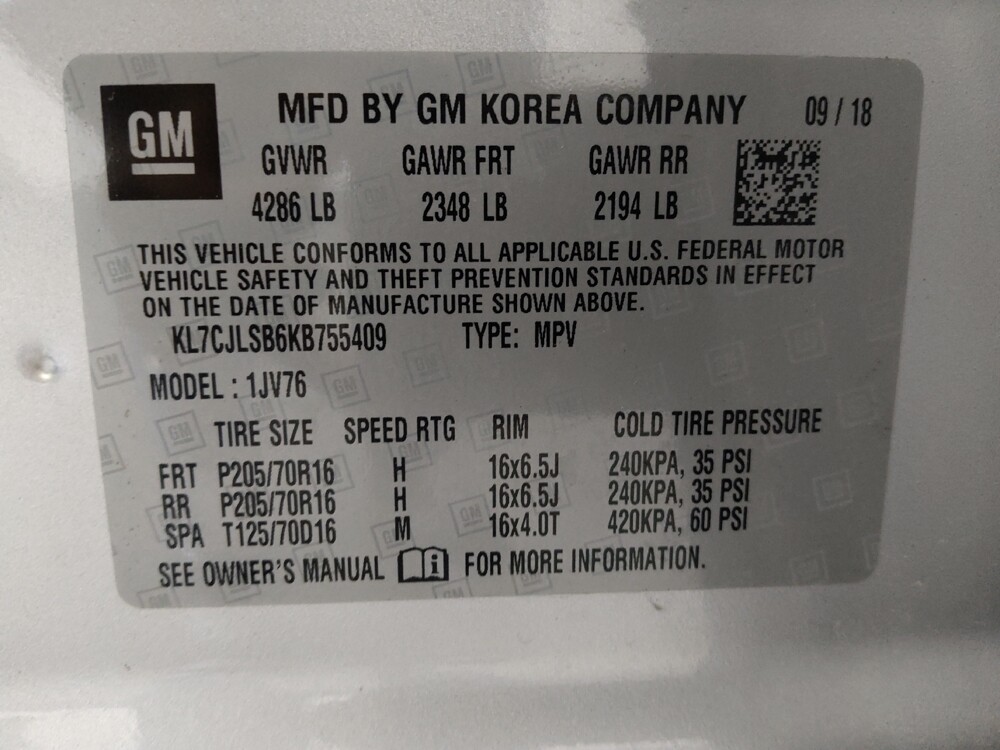 GM
MFD BY GM KOREA COMPANY 09 / 18
GVWR GAWR FRT GAWR RR
4286 LB 2348 LB 2194 LB
THIS VEHICLE CONFORMS TO ALL APPLICABLE U.S. FEDERAL MOTOR
VEHICLE SAFETY AND THEFT PREVENTION STANDARDS IN EFFECT
ON THE DATE OF MANUFACTURE SHOWN ABOVE.
KL7CJLSB6KB755409 TYPE: MPV
MODEL : 1JV76
TIRE SIZE SPEED RTG RIM COLD TIRE PRESSURE
FRT P205/70R16 H 16x6.5J 240KPA, 35 PSI
RR P205/70R16 H 16x6.5J 240KPA, 35 PSI
SPA T125/70D16 M 16x4.0T 420KPA, 60 PSI
SEE OWNER'S MANUAL i FOR MORE INFORMATION.